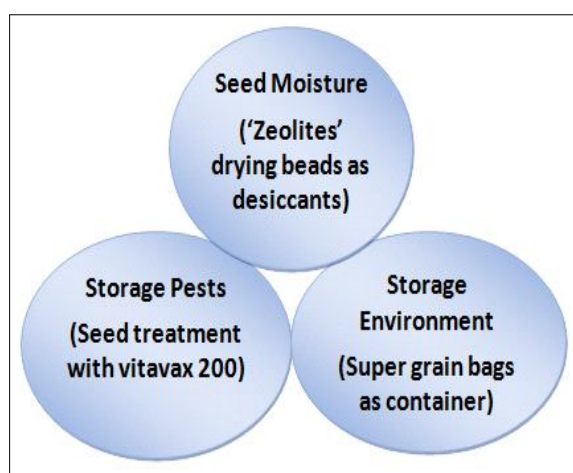 Seed Moisture
(‘Zeolites’
drying beads as
desiccants)
Storage Pests
(Seed treatment
with vitavax 200)
Storage
Environment
(Super grain bags
as container)